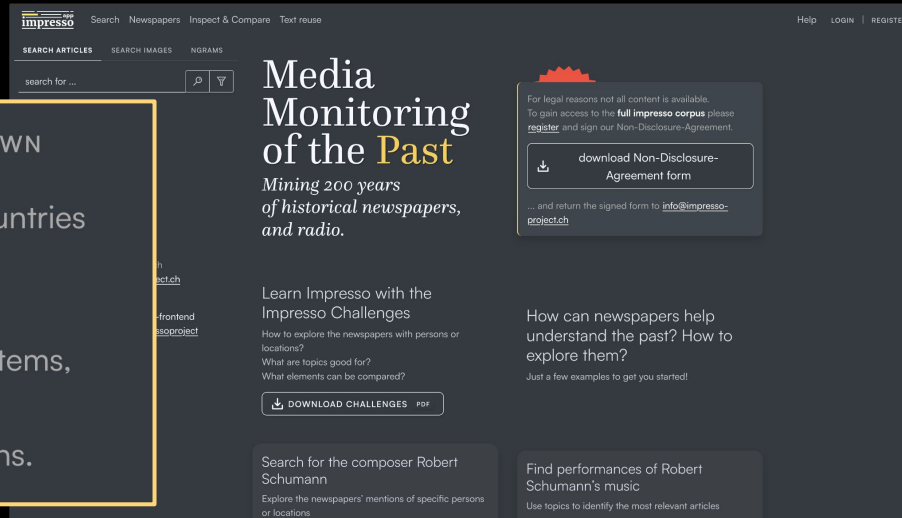 impresso app
Search Newspapers Inspect & Compare Text reuse
Help LOGIN | REGISTE
SEARCH ARTICLES SEARCH IMAGES NGRAMS
search for ...
WN
untries
tems,
ns.
h
ect.ch
-frontend
ssoproject
Media
Monitoring
of the Past
Mining 200 years
of historical newspapers,
and radio.
For legal reasons not all content is available.
To gain access to the full impresso corpus please
register and sign our Non-Disclosure-Agreement.
download Non-Disclosure-
Agreement form
... and return the signed form to info@impresso-
project.ch
Learn Impresso with the
Impresso Challenges
How to explore the newspapers with persons or
locations?
What are topics good for?
What elements can be compared?
DOWNLOAD CHALLENGES PDF
How can newspapers help
understand the past? How to
explore them?
Just a few examples to get you started!
Search for the composer Robert
Schumann
Explore the newspapers' mentions of specific persons
or locations
Find performances of Robert
Schumann's music
Use topics to identify the most relevant articles